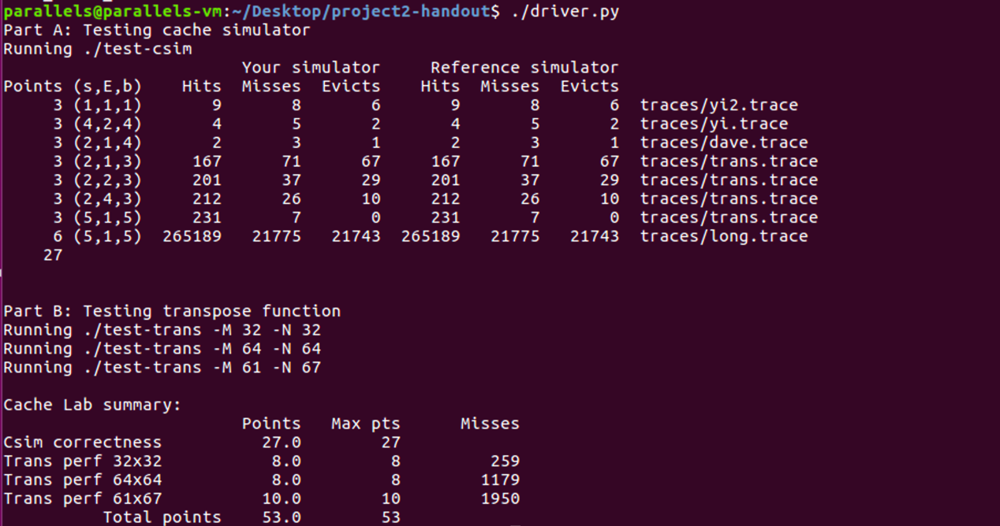 parallels@parallels-vm:~/Desktop/project2-handout$ ./driver.py
Part A: Testing cache simulator
Running ./test-csim
                        Your simulator     Reference simulator
Points (s,E,b)    Hits  Misses  Evicts    Hits  Misses  Evicts
     3 (1,1,1)       9       8       6       9       8       6  traces/yi2.trace
     3 (4,2,4)       4       5       2       4       5       2  traces/yi.trace
     3 (2,1,4)       2       3       1       2       3       1  traces/dave.trace
     3 (2,1,3)     167      71      67     167      71      67  traces/trans.trace
     3 (2,2,3)     201      37      29     201      37      29  traces/trans.trace
     3 (2,4,3)     212      26      10     212      26      10  traces/trans.trace
     3 (5,1,5)     231       7       0     231       7       0  traces/trans.trace
     6 (5,1,5)  265189   21775   21743  265189   21775   21743  traces/long.trace
    27
Part B: Testing transpose function
Running ./test-trans -M 32 -N 32
Running ./test-trans -M 64 -N 64
Running ./test-trans -M 61 -N 67
Cache Lab summary:
                        Points   Max pts      Misses
Csim correctness          27.0        27
Trans perf 32x32           8.0         8         259
Trans perf 64x64           8.0         8        1179
Trans perf 61x67          10.0        10        1950
          Total points    53.0        53